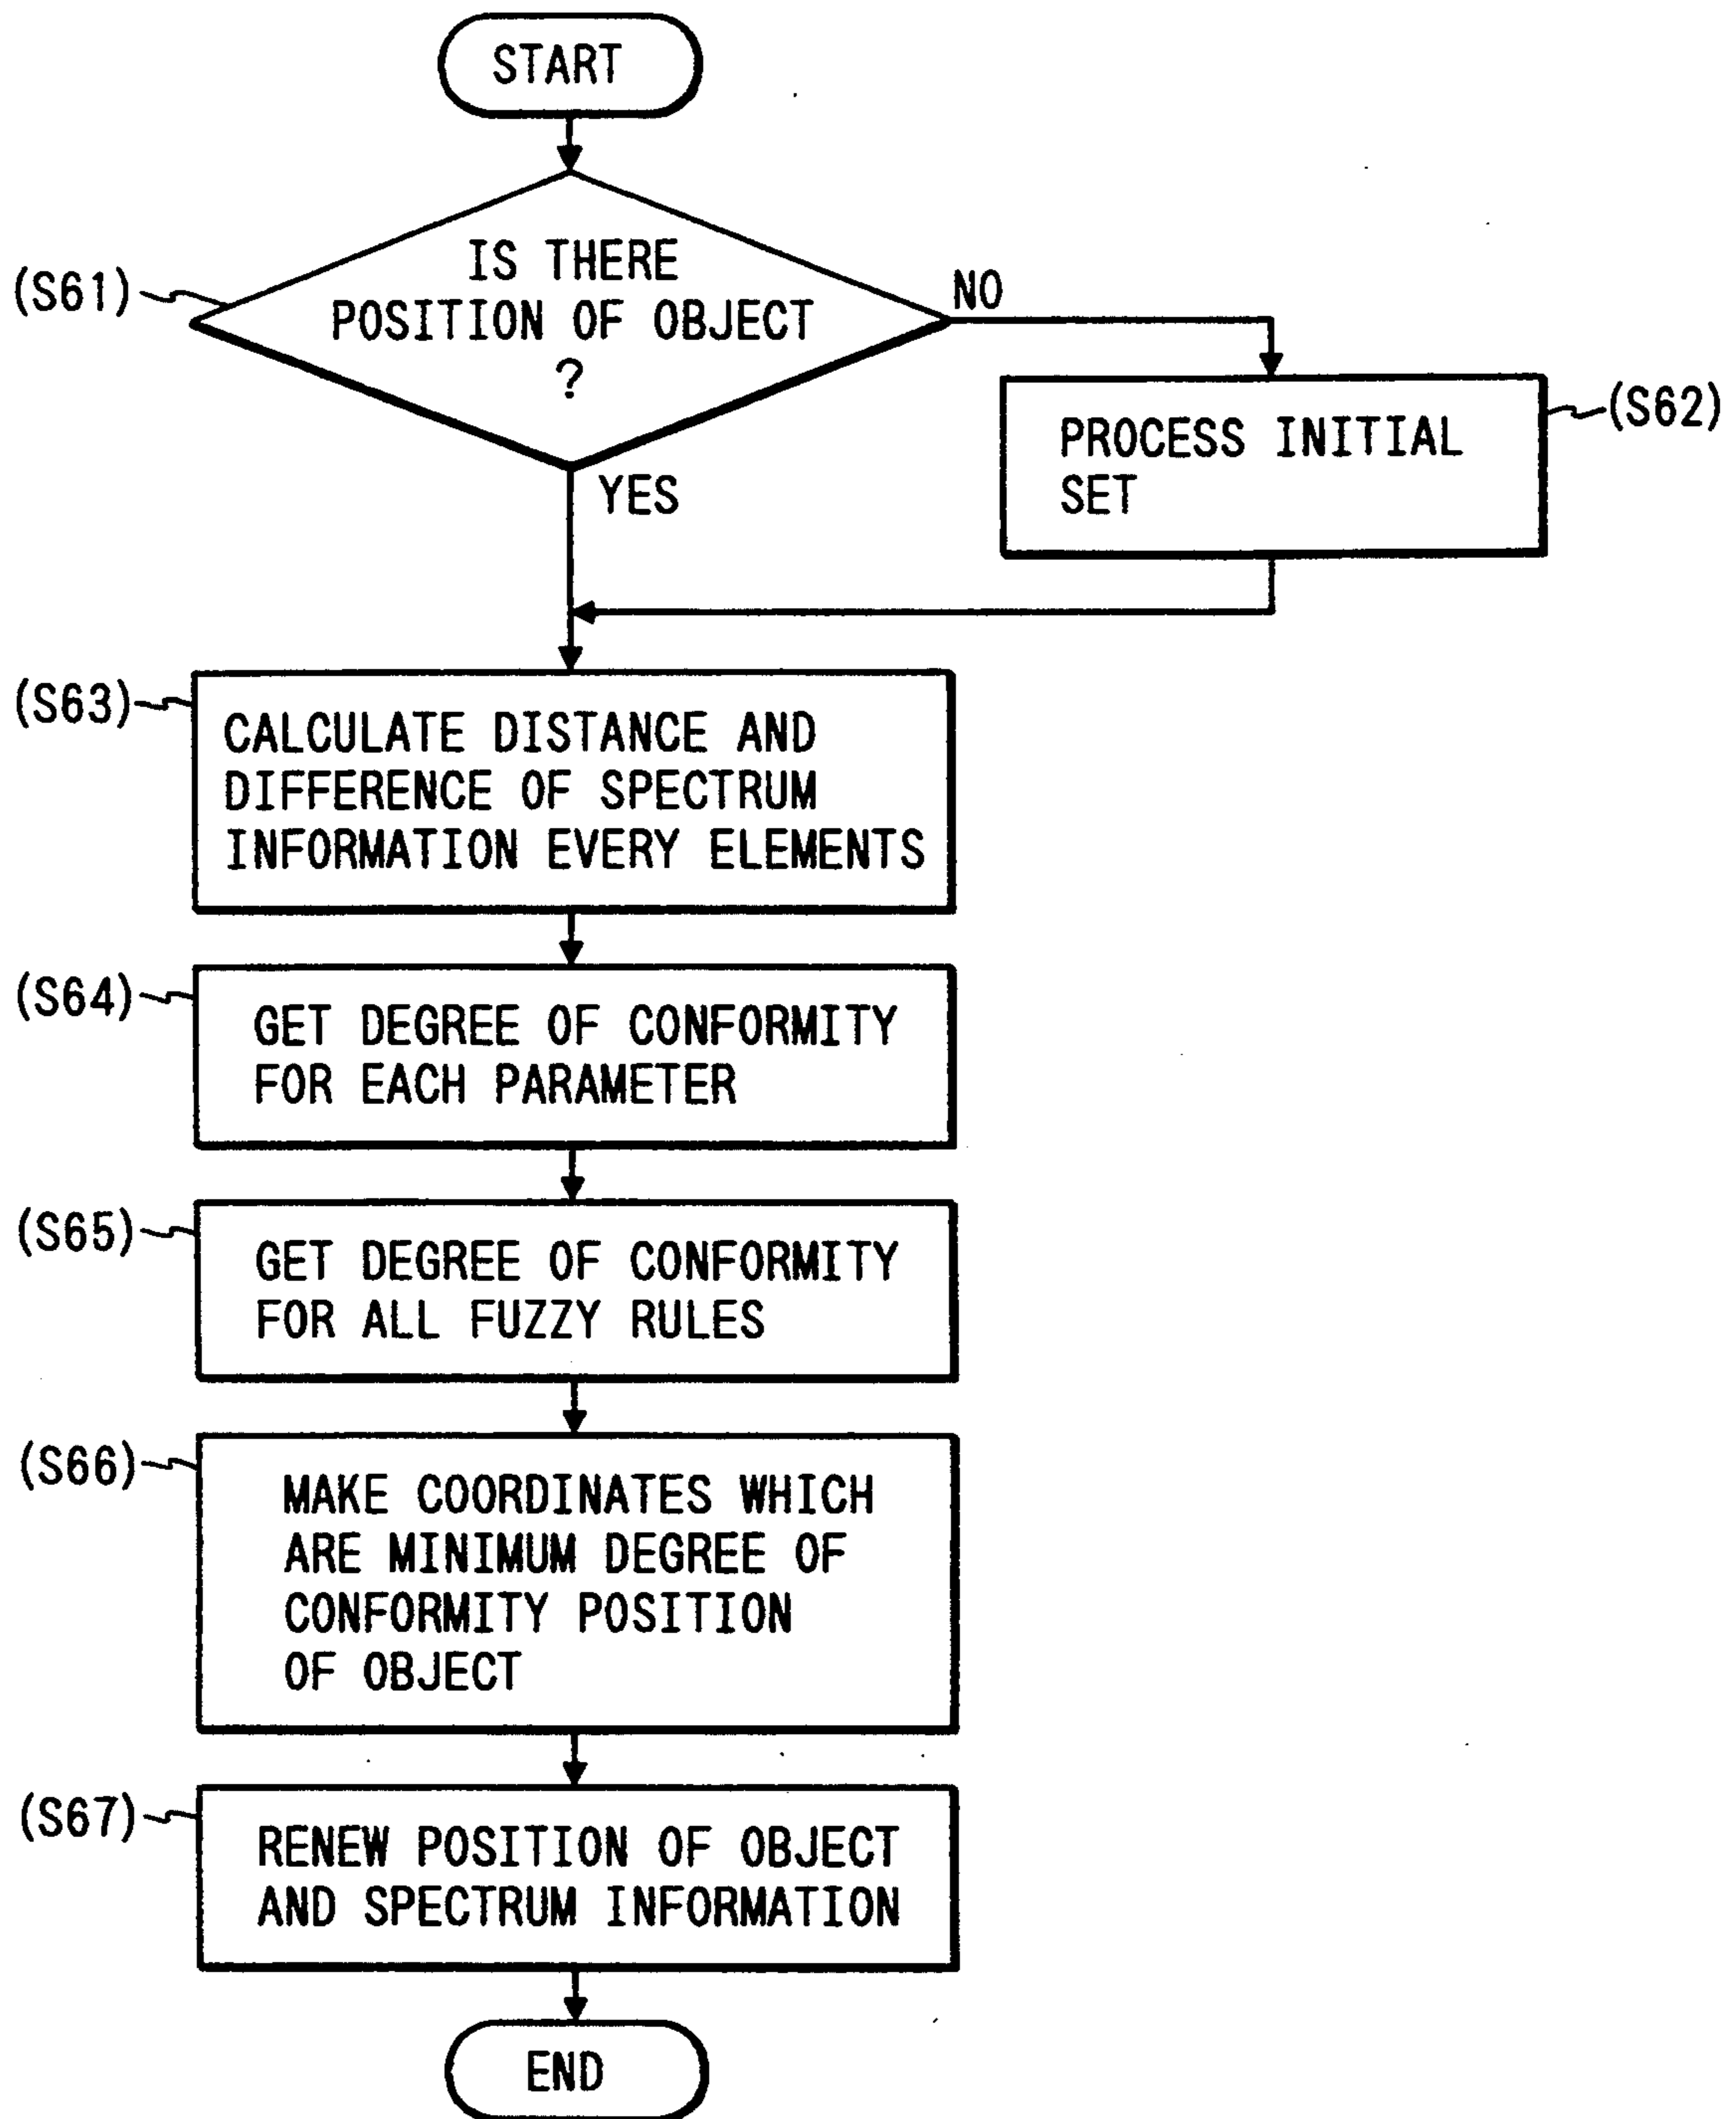 START
(S61)
IS THERE
POSITION OF OBJECT
?
NO
YES
(S62)
PROCESS INITIAL
SET
(S63)
CALCULATE DISTANCE AND
DIFFERENCE OF SPECTRUM
INFORMATION EVERY ELEMENTS
(S64)
GET DEGREE OF CONFORMITY
FOR EACH PARAMETER
(S65)
GET DEGREE OF CONFORMITY
FOR ALL FUZZY RULES
(S66)
MAKE COORDINATES WHICH
ARE MINIMUM DEGREE OF
CONFORMITY POSITION
OF OBJECT
(S67)
RENEW POSITION OF OBJECT
AND SPECTRUM INFORMATION
END